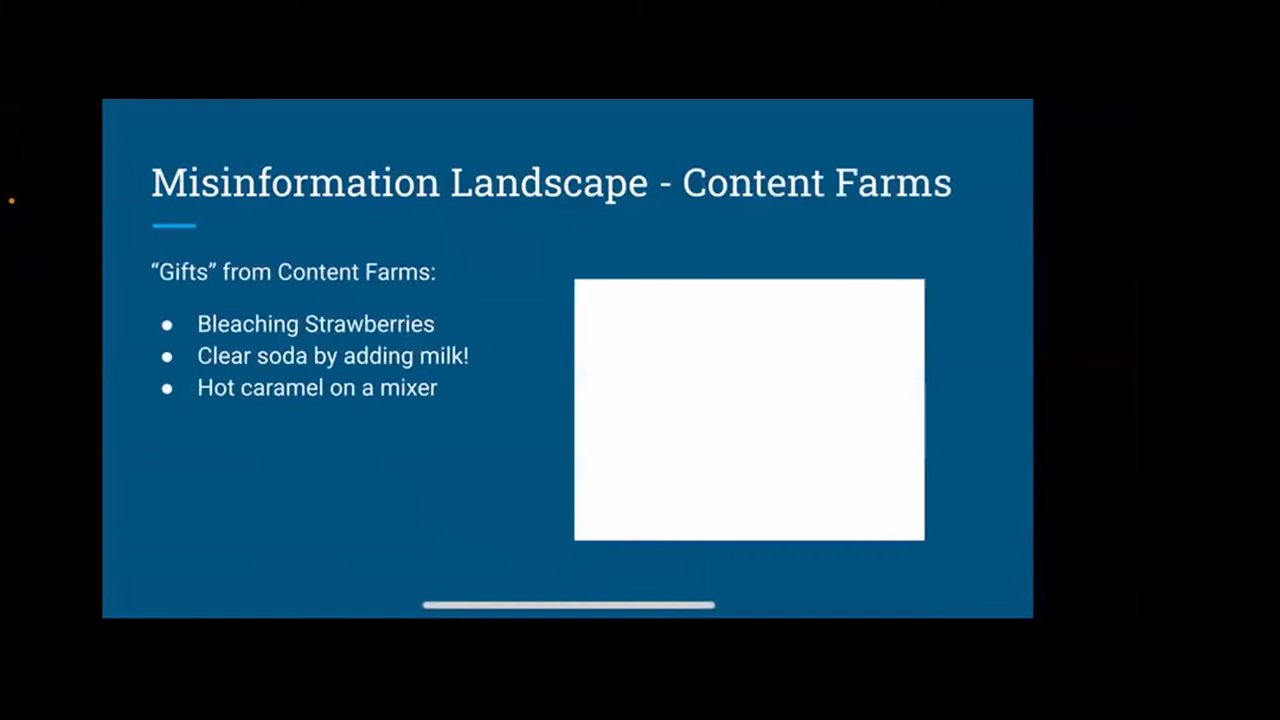 Misinformation Landscape - Content Farms
“Gifts” from Content Farms:
● Bleaching Strawberries
● Clear soda by adding milk!
● Hot caramel on a mixer